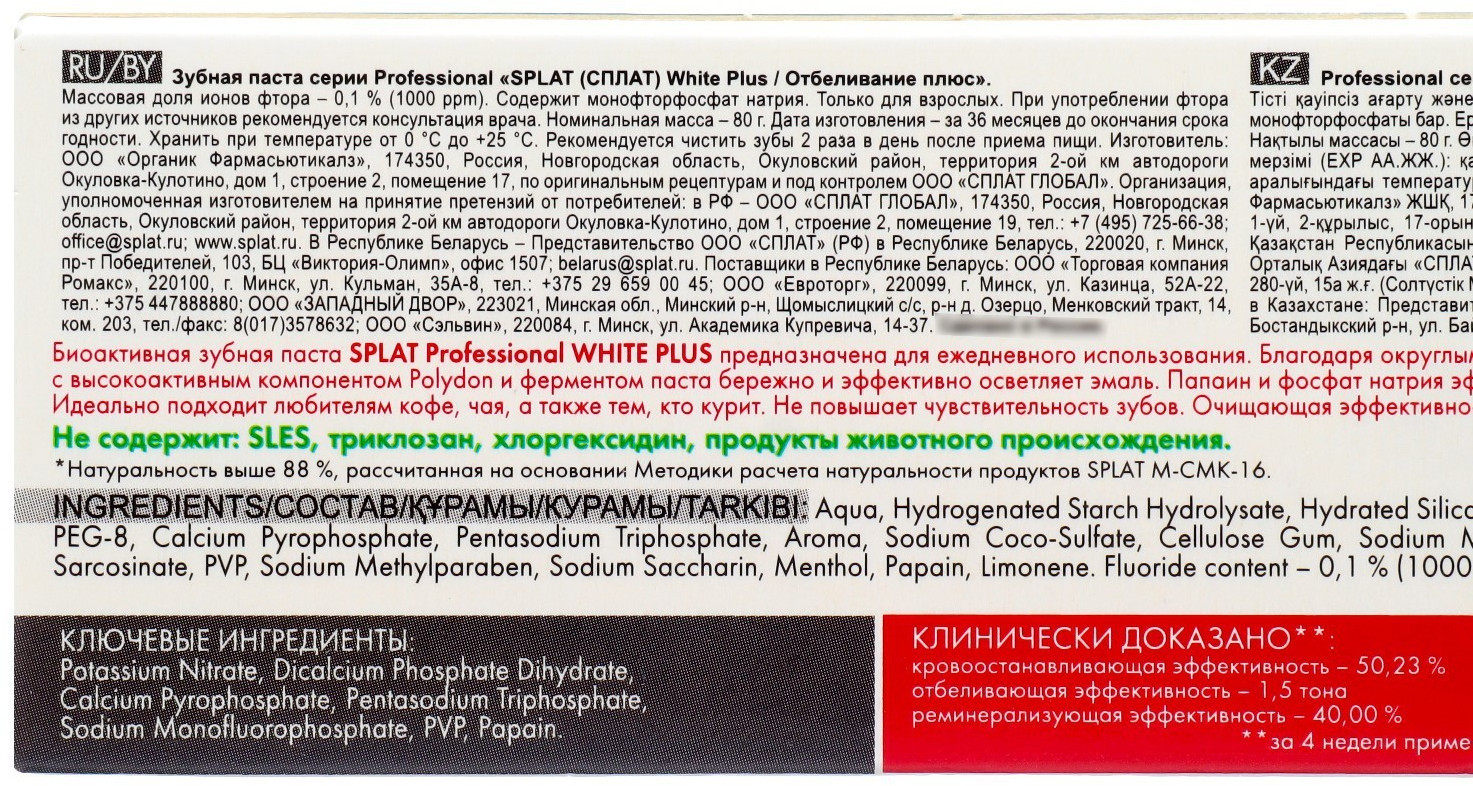 RU/BY Зубная паста серии Professional «SPLAT (СПЛАТ) White Plus / Отбеливание плюс».
Массовая доля ионов фтора – 0,1 % (1000 ppm). Содержит монофторфосфат натрия. Только для взрослых. При употреблении фтора
из других источников рекомендуется консультация врача. Номинальная масса – 80 г. Дата изготовления – за 36 месяцев до окончания срока
годности. Хранить при температуре от 0 °С до +25 °С. Рекомендуется чистить зубы 2 раза в день после приема пищи. Изготовитель:
ООО «Органик Фармасьютикалз», 174350, Россия, Новгородская область, Окуловский район, территория 2-ой км автодороги
Окуловка-Кулотино, дом 1, строение 2, помещение 17, по оригинальным рецептурам и под контролем ООО «СПЛАТ ГЛОБАЛ». Организация,
уполномоченная изготовителем на принятие претензий от потребителей: в РФ – ООО «СПЛАТ ГЛОБАЛ», 174350, Россия, Новгородская
область, Окуловский район, территория 2-ой км автодороги Окуловка-Кулотино, дом 1, строение 2, помещение 19, тел.: +7 (495) 725-66-38;
office@splat.ru; www.splat.ru. В Республике Беларусь – Представительство ООО «СПЛАТ» (РФ) в Республике Беларусь, 220020, г. Минск,
пр-т Победителей, 103, БЦ «Виктория-Олимп», офис 1507; belarus@splat.ru. Поставщики в Республике Беларусь: ООО «Торговая компания
Ромакс», 220100, г. Минск, ул. Кульман, 35А-8, тел.: +375 29 659 00 45; ООО «Евроторг», 220099, г. Минск, ул. Казинца, 52А-22,
тел.: +375 447888880; ООО «ЗАПАДНЫЙ ДВОР», 223021, Минская обл., Минский р-н, Щомыслицкий с/с, р-н д. Озерцо, Менковский тракт, 14,
ком. 203, тел./факс: 8(017)3578632; ООО «Сэльвин», 220084, г. Минск, ул. Академика Купревича, 14-37.
KZ Professional се
Тісті қауіпсіз ағарту және
монофторфосфаты бар. Ер
Нақтылы массасы – 80 г. Ө
мерзімі (EXP АА.ЖЖ.): қа
аралығындағы температу
Фармасьютикалз» ЖШҚ, 17
1-үй, 2-құрылыс, 17-орын
Қазақстан Республикасын
Орталық Азиядағы «СПЛА
280-үй, 15а ж.ғ. (Солтүстік
в Казахстане: Представит
Бостандыкский р-н, ул. Ба
Биоактивная зубная паста SPLAT Professional WHITE PLUS предназначена для ежедневного использования. Благодаря округлым
с высокоактивным компонентом Polydon и ферментом паста бережно и эффективно осветляет эмаль. Папаин и фосфат натрия эф
Идеально подходит любителям кофе, чая, а также тем, кто курит. Не повышает чувствительность зубов. Очищающая эффективно
Не содержит: SLES, триклозан, хлоргексидин, продукты животного происхождения.
*Натуральность выше 88 %, рассчитанная на основании Методики расчета натуральности продуктов SPLAT М-СМК-16.
INGREDIENTS/СОСТАВ/ҚҰРАМЫ/КУРАМЫ/TARKIBI: Aqua, Hydrogenated Starch Hydrolysate, Hydrated Silica
PEG-8, Calcium Pyrophosphate, Pentasodium Triphosphate, Aroma, Sodium Coco-Sulfate, Cellulose Gum, Sodium M
Sarcosinate, PVP, Sodium Methylparaben, Sodium Saccharin, Menthol, Papain, Limonene. Fluoride content – 0,1 % (1000
КЛЮЧЕВЫЕ ИНГРЕДИЕНТЫ:
Potassium Nitrate, Dicalcium Phosphate Dihydrate,
Calcium Pyrophosphate, Pentasodium Triphosphate,
Sodium Monofluorophosphate, PVP, Papain.
КЛИНИЧЕСКИ ДОКАЗАНО**:
кровоостанавливающая эффективность – 50,23 %
отбеливающая эффективность – 1,5 тона
реминерализующая эффективность – 40,00 %
**за 4 недели приме